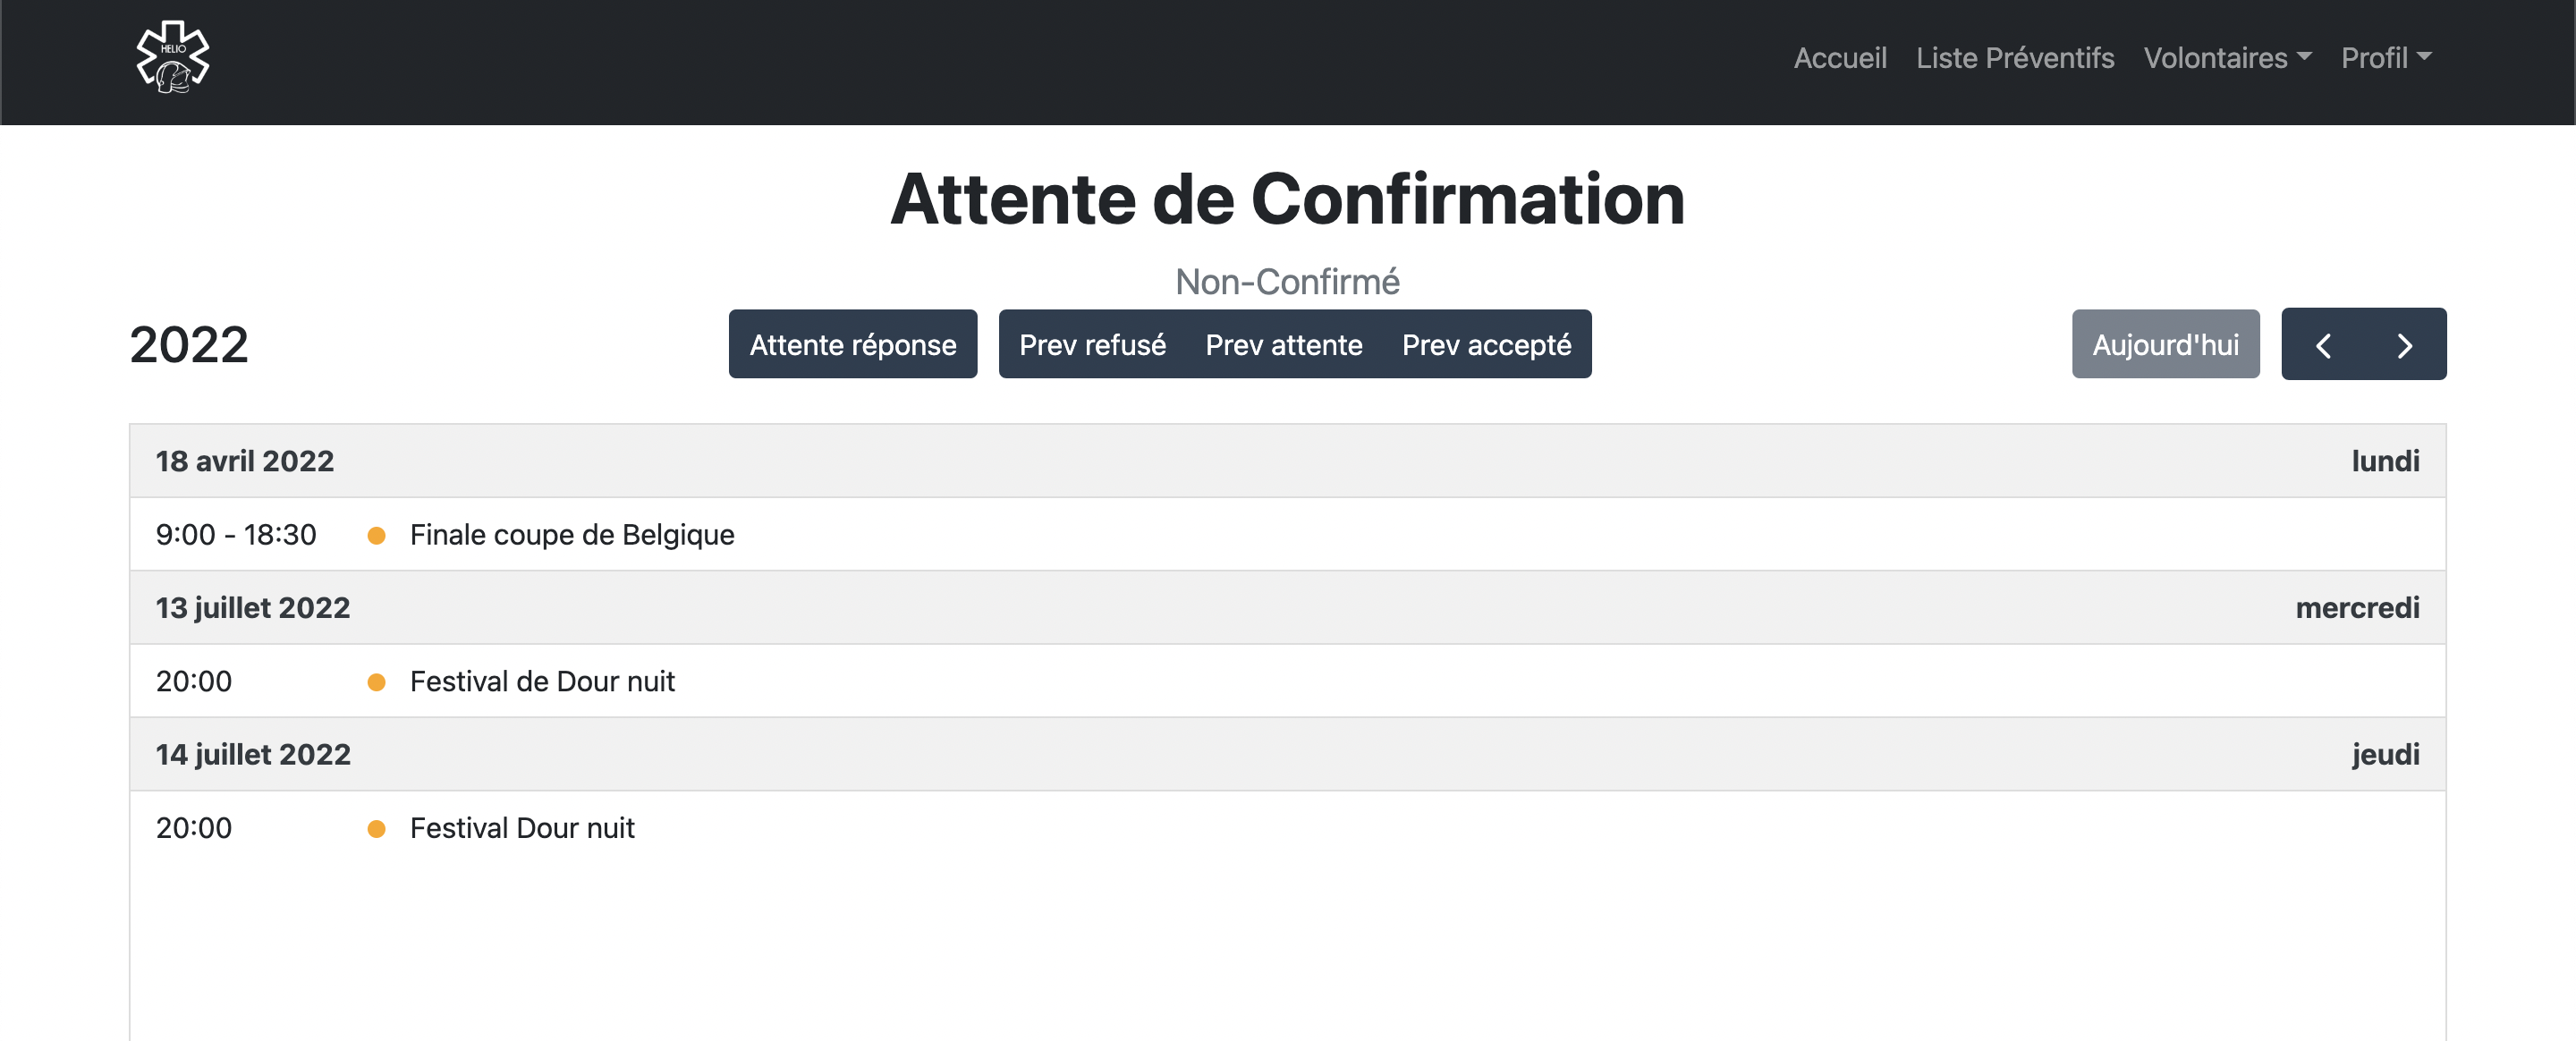 HELIO
Accueil Liste Préventifs Volontaires Profil
Attente de Confirmation
Non-Confirmé
2022 Attente réponse Prev refusé Prev attente Prev accepté Aujourd'hui
18 avril 2022 lundi
9:00 - 18:30 Finale coupe de Belgique
13 juillet 2022 mercredi
20:00 Festival de Dour nuit
14 juillet 2022 jeudi
20:00 Festival Dour nuit